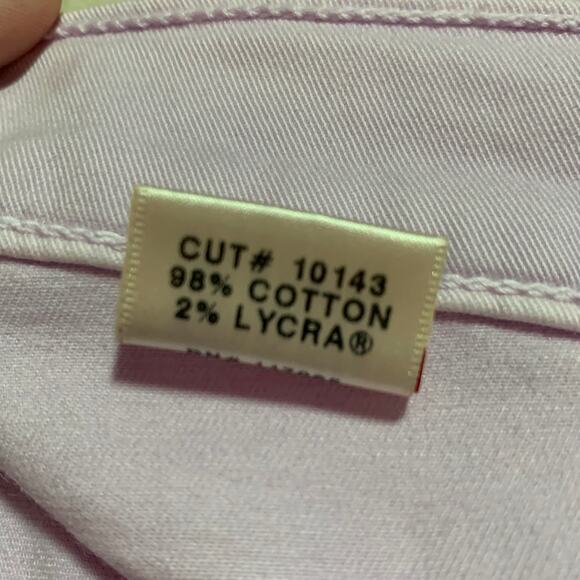 CUT# 10143
98% COTTON
2% LYCRA®